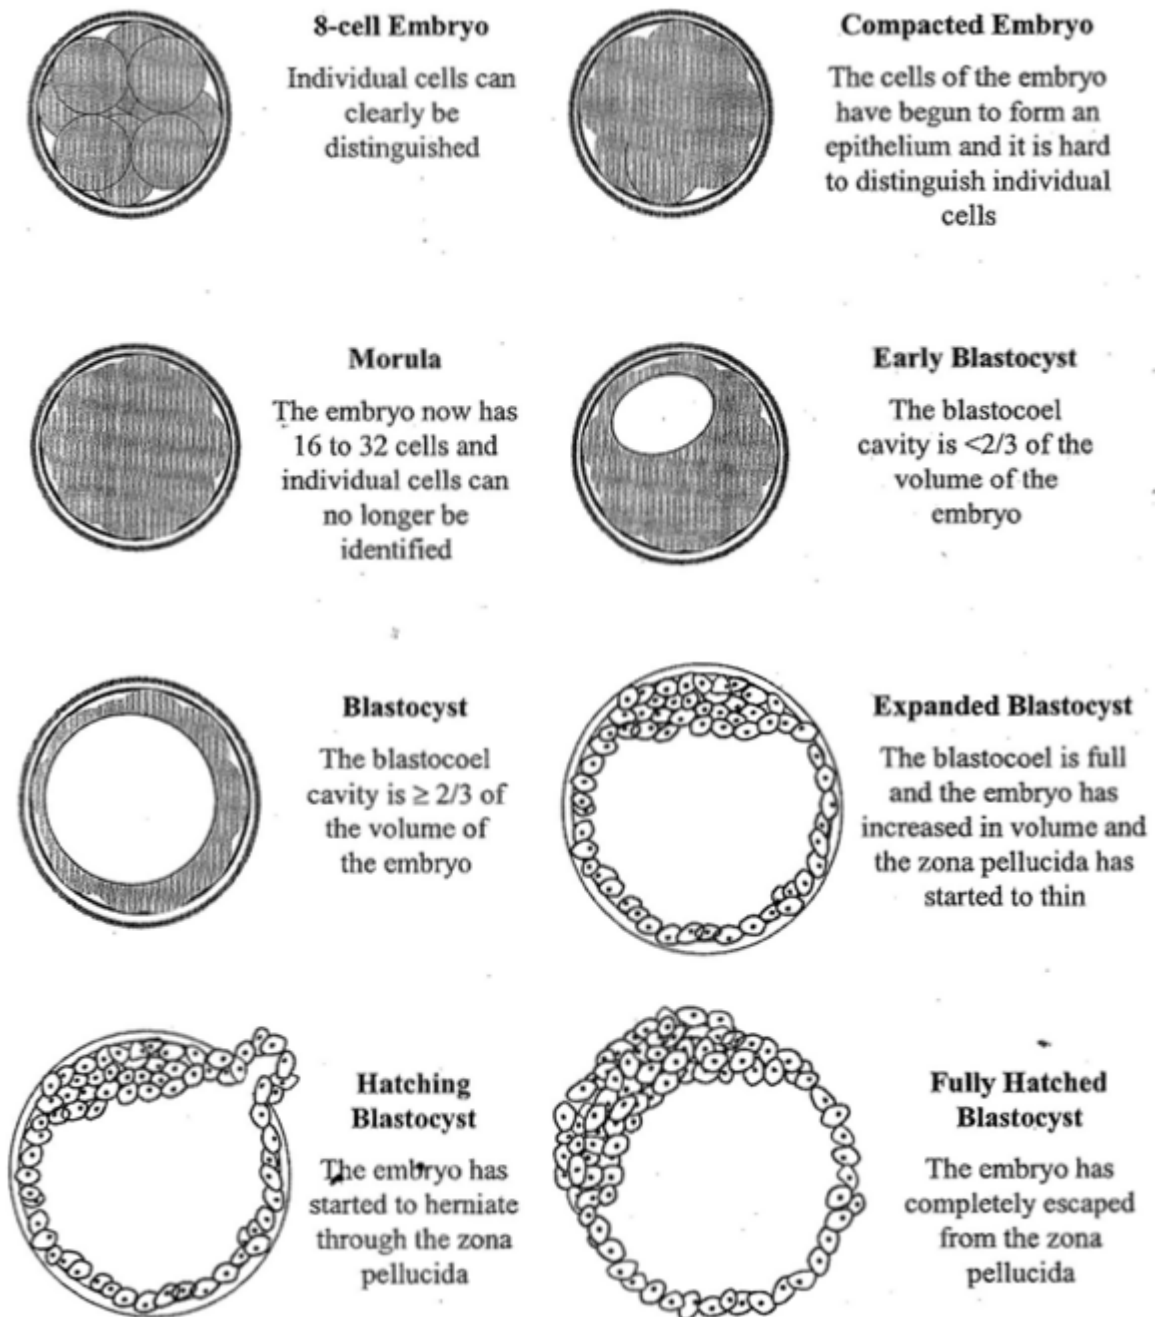 8-cell Embryo
Individual cells can
clearly be
distinguished
Compacted Embryo
The cells of the embryo
have begun to form an
epithelium and it is hard
to distinguish individual
cells
Morula
The embryo now has
16 to 32 cells and
individual cells can
no longer be
identified
Early Blastocyst
The blastocoel
cavity is <2/3 of the
volume of the
embryo
Blastocyst
The blastocoel
cavity is ≥ 2/3 of
the volume of
the embryo
Expanded Blastocyst
The blastocoel is full
and the embryo has
increased in volume and
the zona pellucida has
started to thin
Hatching
Blastocyst
The embryo has
started to herniate
through the zona
pellucida
Fully Hatched
Blastocyst
The embryo has
completely escaped
from the zona
pellucida